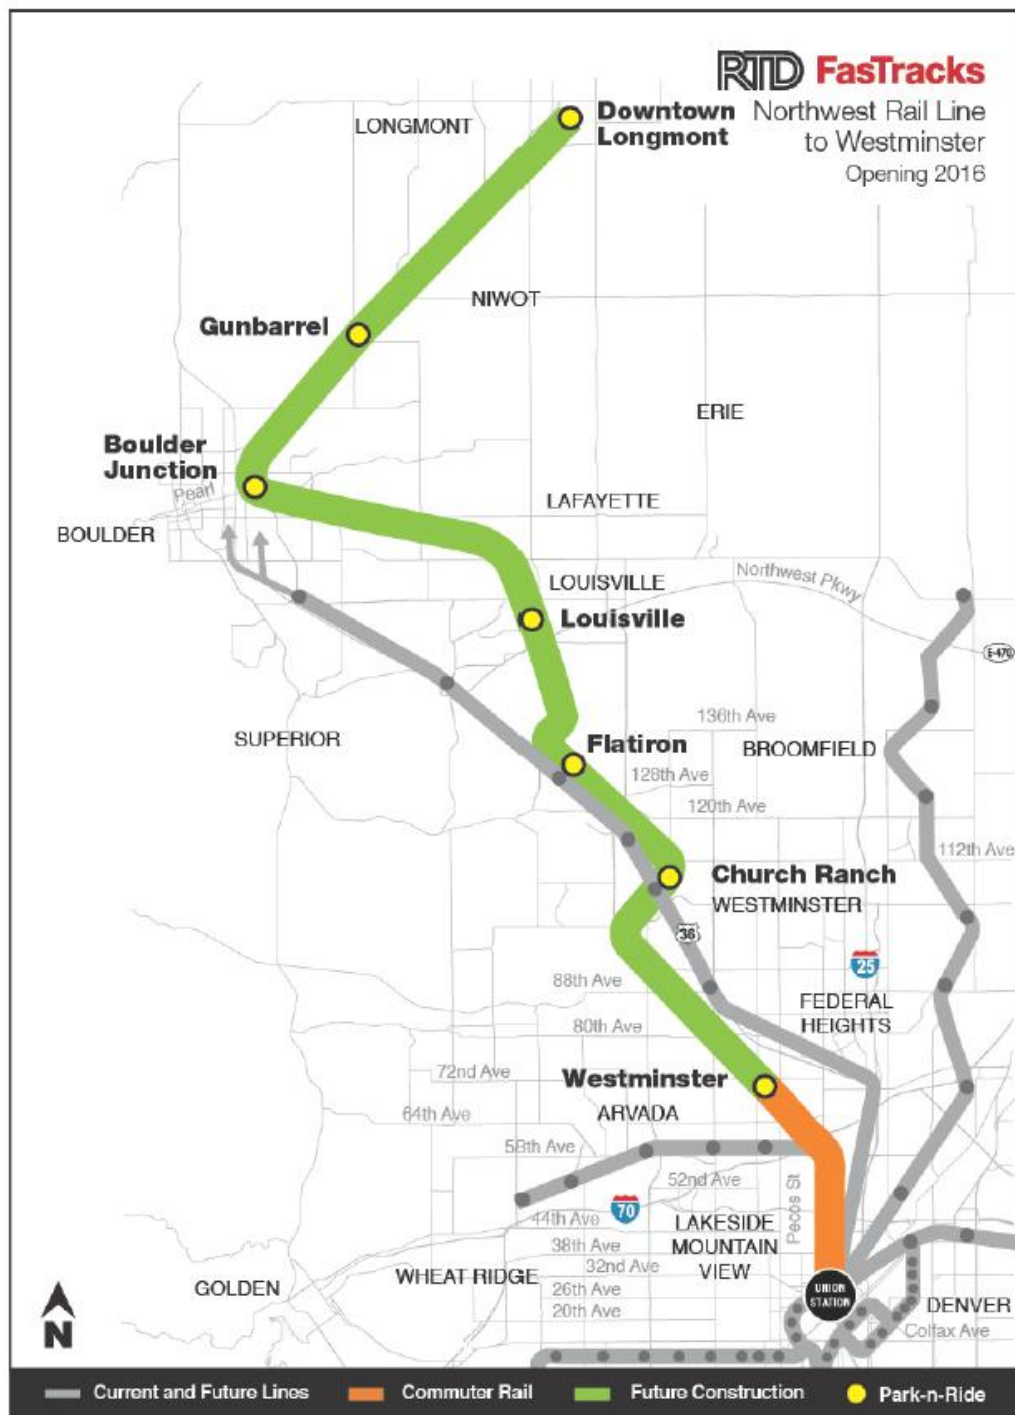 RTD FasTracks
Northwest Rail Line
to Westminster
Opening 2016
Downtown
Longmont
LONGMONT
NIWOT
Gunbarrel
ERIE
Boulder
Junction
Pearl
LAFAYETTE
BOULDER
Northwest Pkwy
LOUISVILLE
Louisville
E-470
136th Ave
SUPERIOR
Flatiron
BROOMFIELD
128th Ave
120th Ave
112th Ave
Church Ranch
WESTMINSTER
36
25
88th Ave
FEDERAL
HEIGHTS
80th Ave
72nd Ave
Westminster
64th Ave
ARVADA
58th Ave
52nd Ave
Pecos St
70
44th Ave
LAKESIDE
MOUNTAIN
VIEW
38th Ave
32nd Ave
WHEAT RIDGE
26th Ave
20th Ave
GOLDEN
UNION
STATION
DENVER
Colfax Ave
N
Current and Future Lines
Commuter Rail
Future Construction
Park-n-Ride